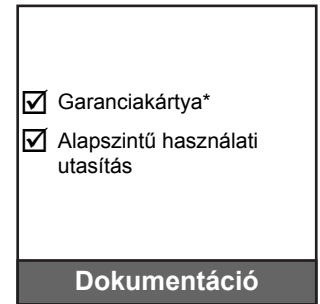 Garanciakártya*
Alapszintű használati
utasítás
Dokumentáció